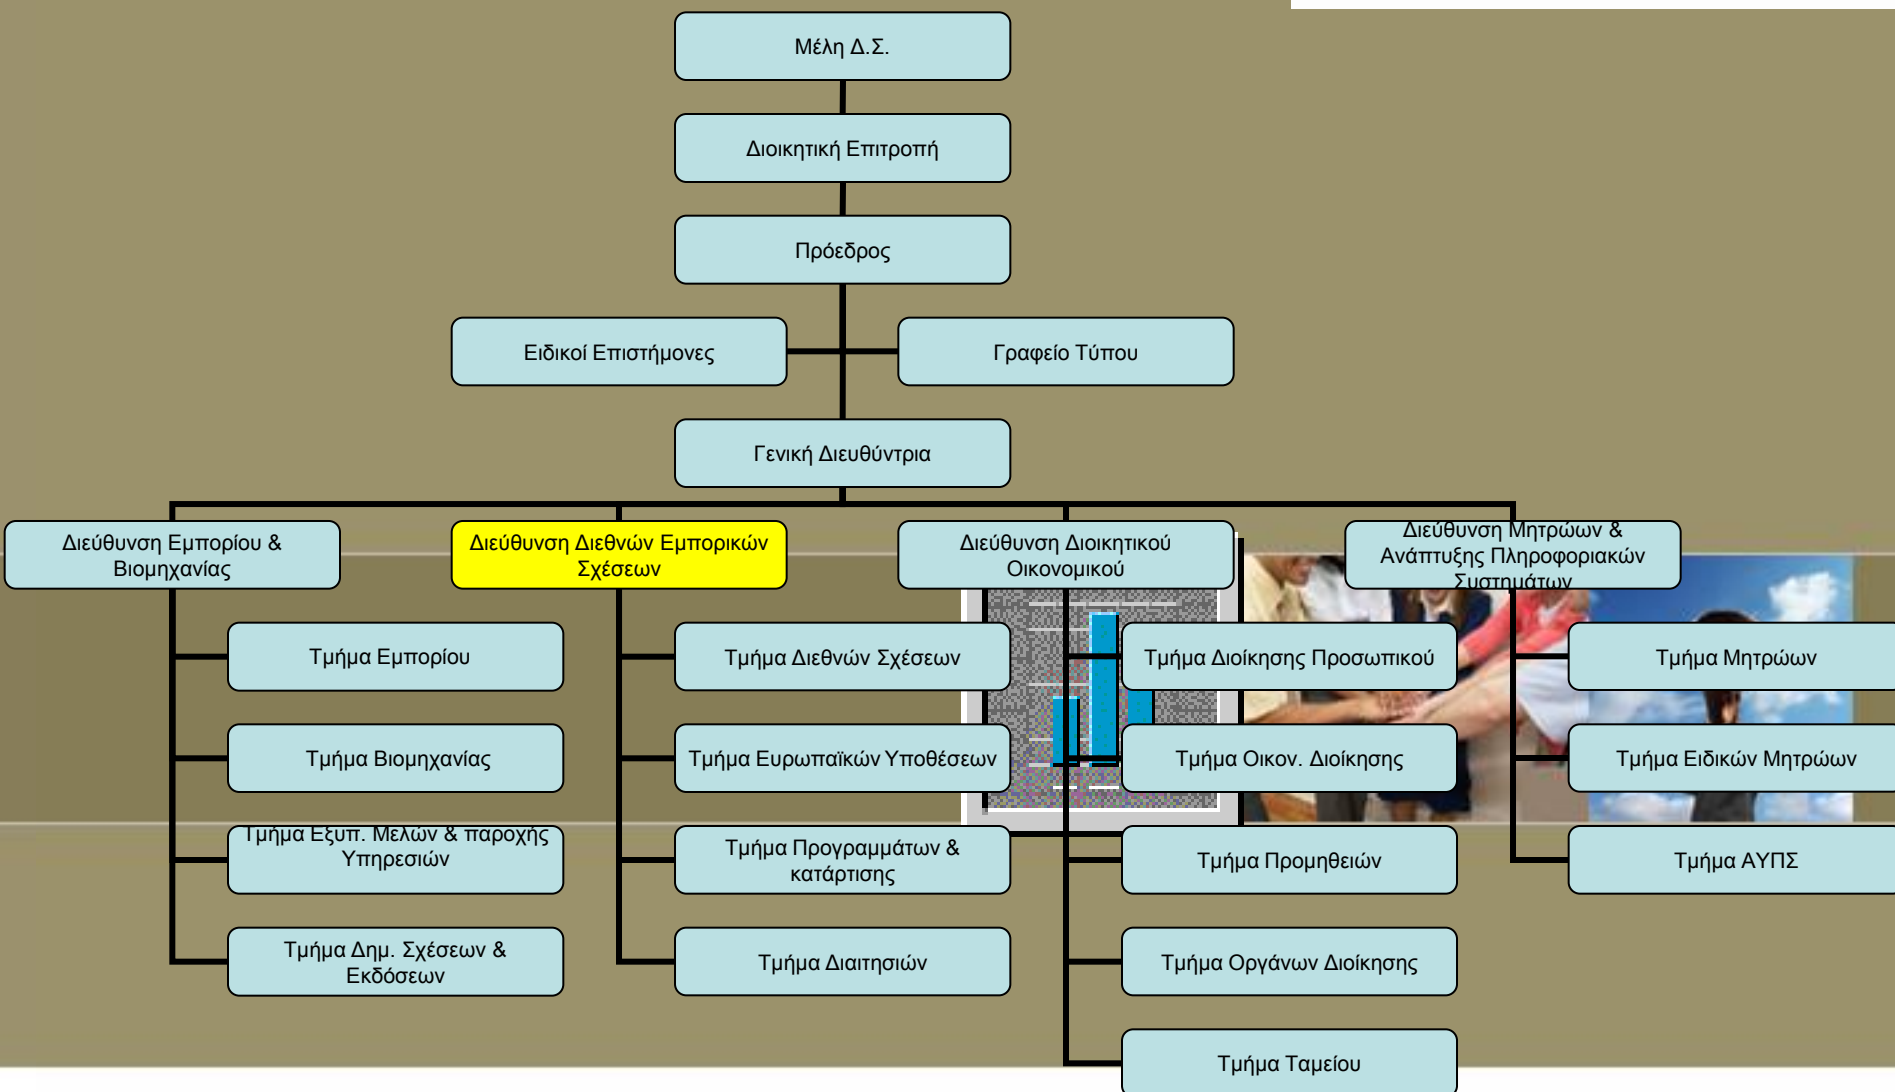 Μέλη Δ.Σ.
Διοικητική Επιτροπή
Πρόεδρος
Ειδικοί Επιστήμονες
Γραφείο Τύπου
Γενική Διευθύντρια
Διεύθυνση Εμπορίου &
Βιομηχανίας
Διεύθυνση Διεθνών Εμπορικών
Σχέσεων
Διεύθυνση Διοικητικού
Οικονομικού
Διεύθυνση Μητρώων &
Ανάπτυξης Πληροφοριακών
Συστημάτων
Τμήμα Εμπορίου
Τμήμα Διεθνών Σχέσεων
Τμήμα Διοίκησης Προσωπικού
Τμήμα Μητρώων
Τμήμα Βιομηχανίας
Τμήμα Ευρωπαϊκών Υποθέσεων
Τμήμα Οικον. Διοίκησης
Τμήμα Ειδικών Μητρώων
Τμήμα Εξυπ. Μελών & παροχής
Υπηρεσιών
Τμήμα Προγραμμάτων &
κατάρτισης
Τμήμα Προμηθειών
Τμήμα ΑΥΠΣ
Τμήμα Δημ. Σχέσεων &
Εκδόσεων
Τμήμα Διαιτησιών
Τμήμα Οργάνων Διοίκησης
Τμήμα Ταμείου